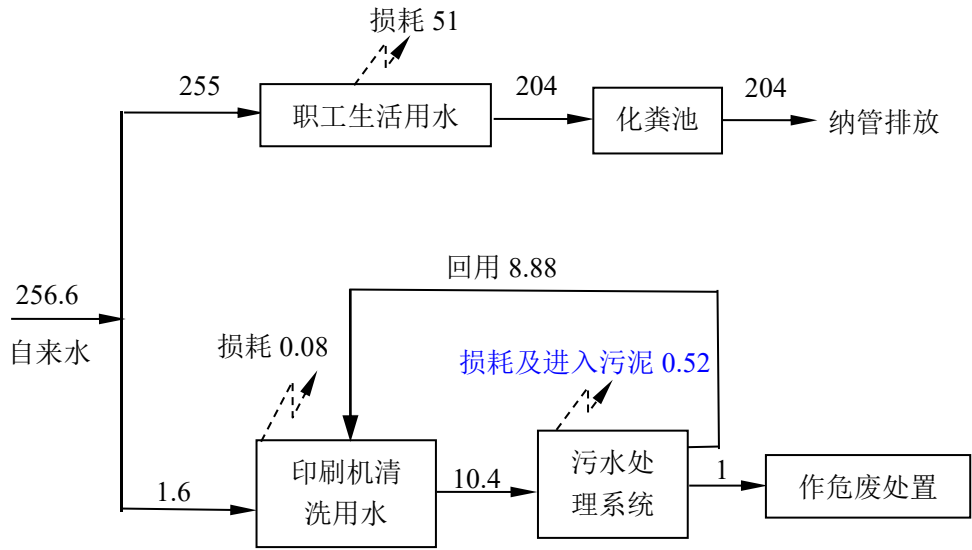 损耗 51
255
职工生活用水
204
化粪池
204
纳管排放
256.6
自来水
回用 8.88
损耗 0.08
损耗及进入污泥 0.52
1.6
印刷机清
洗用水
10.4
污水处
理系统
1
作危废处置